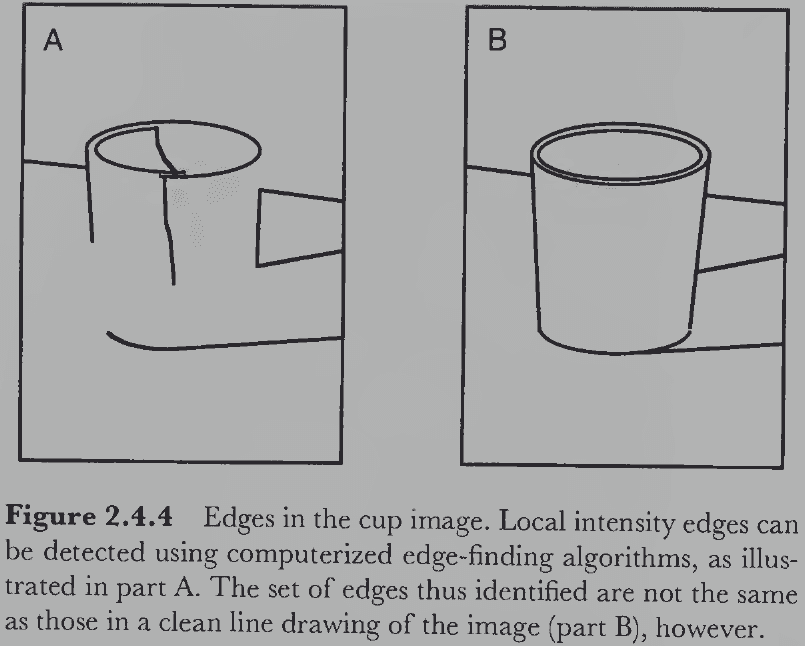 A
B
Figure 2.4.4 Edges in the cup image. Local intensity edges can
be detected using computerized edge-finding algorithms, as illus-
trated in part A. The set of edges thus identified are not the same
as those in a clean line drawing of the image (part B), however.